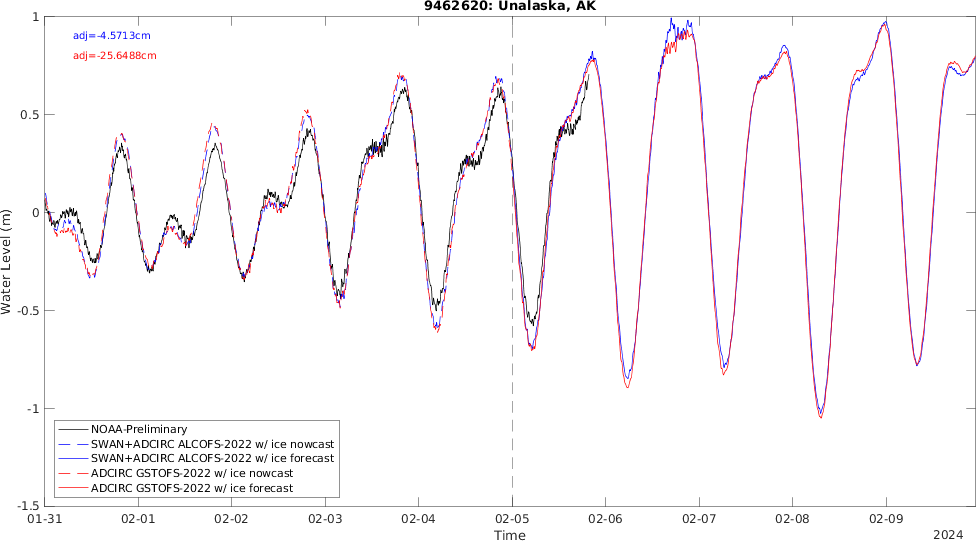 9462620: Unalaska, AK
adj=-4.5713cm
adj=-25.6488cm
1
0.5
0
-0.5
-1
-1.5
Water Level (m)
NOAA-Preliminary
SWAN+ADCIRC ALCOFS-2022 w/ ice nowcast
SWAN+ADCIRC ALCOFS-2022 w/ ice forecast
ADCIRC GSTOFS-2022 w/ ice nowcast
ADCIRC GSTOFS-2022 w/ ice forecast
01-31 02-01 02-02 02-03 02-04 02-05 02-06 02-07 02-08 02-09
Time
2024